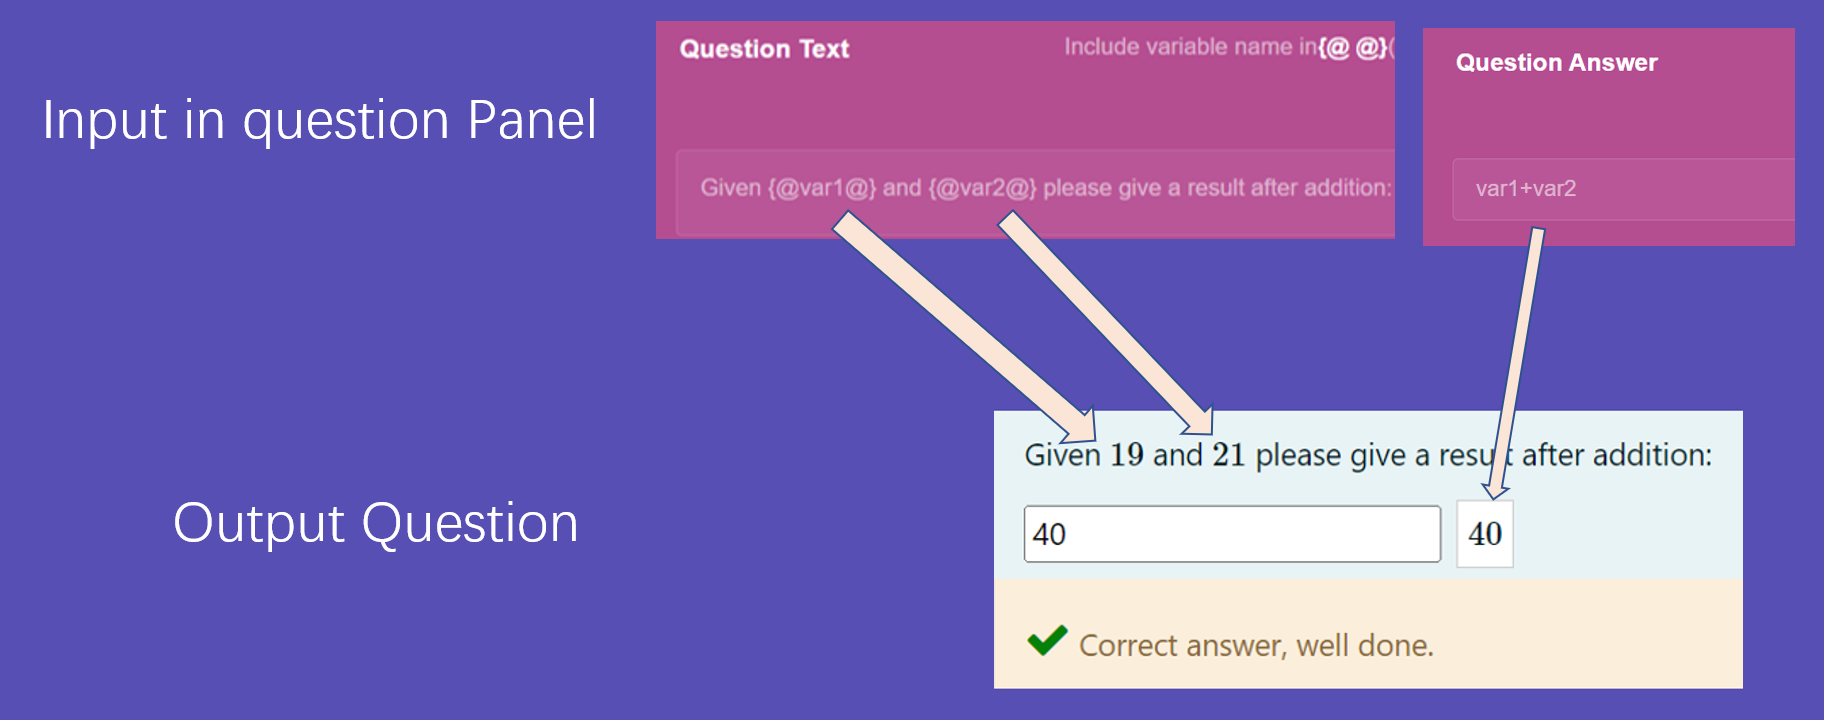 Question Text
Include variable name in{@ @}(
Question Answer
Input in question Panel
Given {@var1@} and {@var2@} please give a result after addition:
var1+var2
Given 19 and 21 please give a result after addition:
Output Question
40
40
Correct answer, well done.